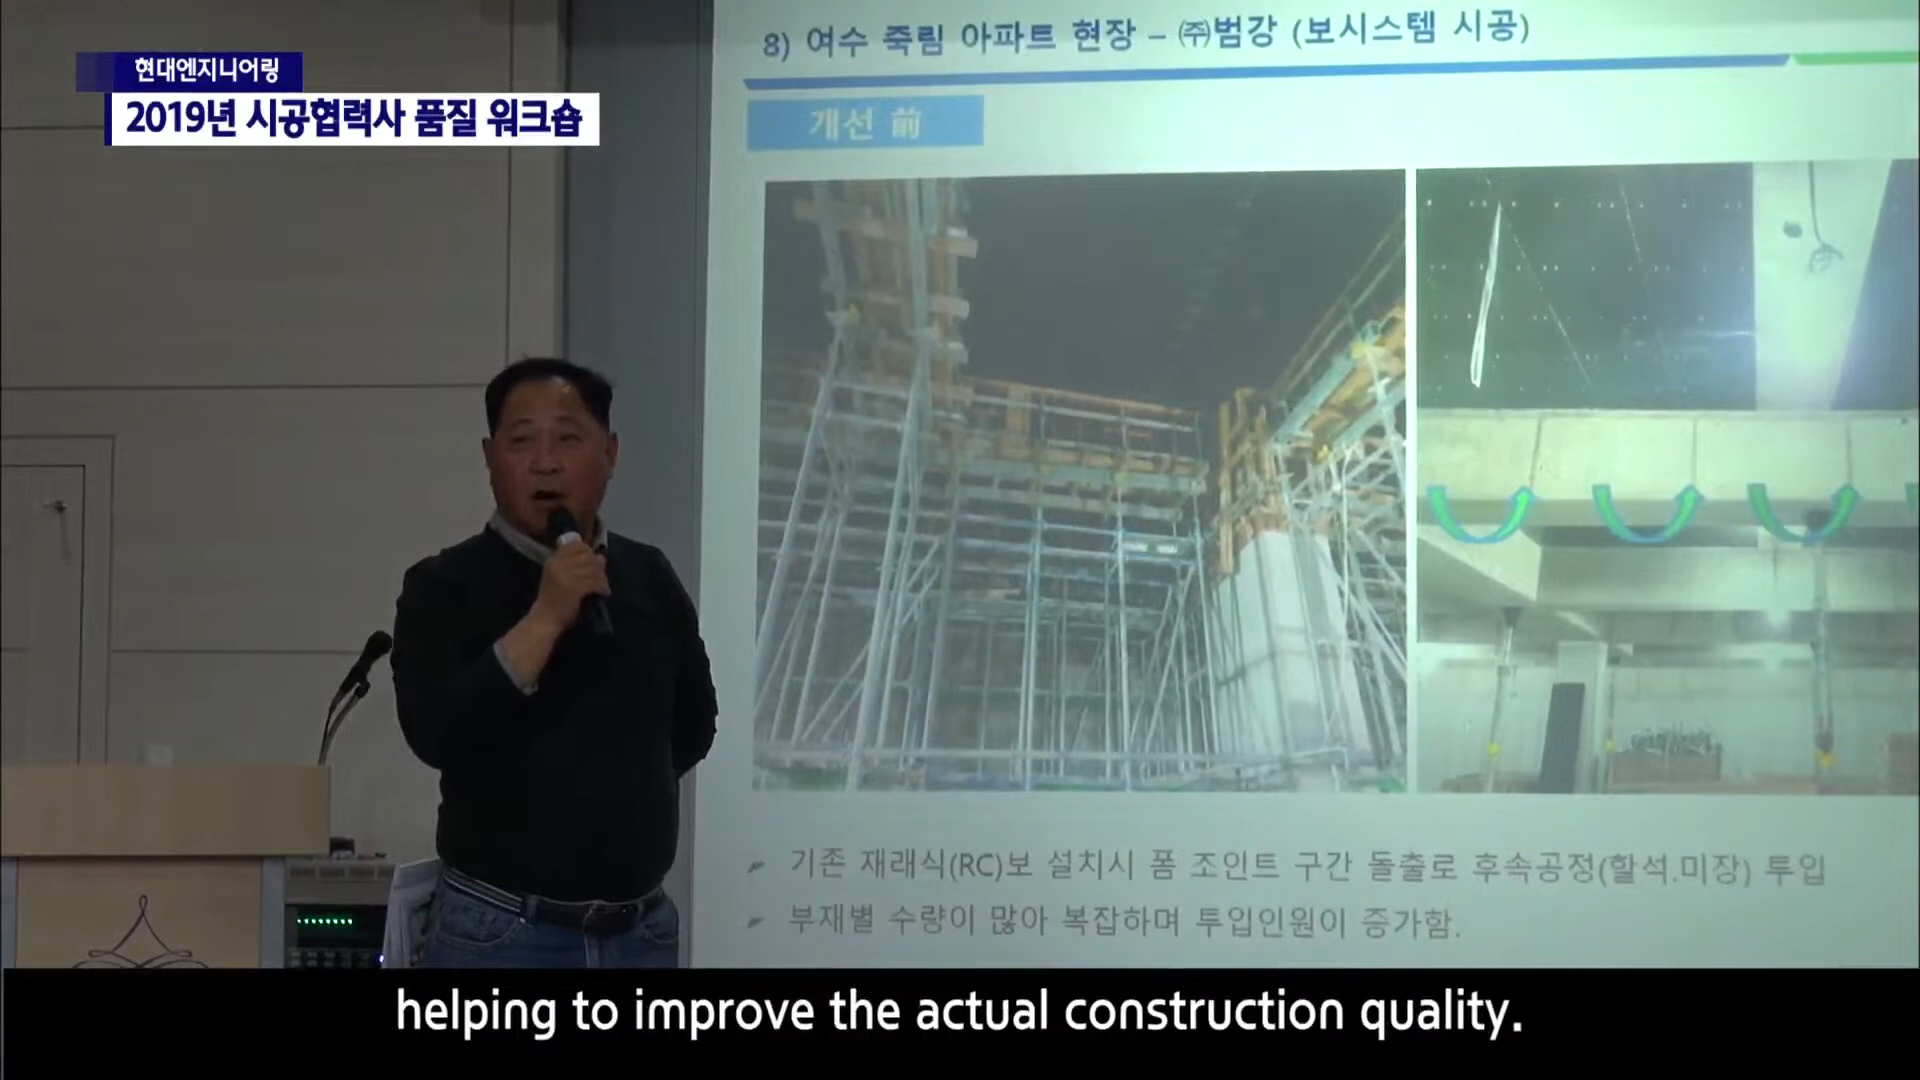 현대엔지니어링
2019년 시공협력사 품질 워크숍
8) 여수 죽림 아파트 현장 – ㈜범강 (보시스템 시공)
개선 前
➢ 기존 재래식(RC)보 설치시 폼 조인트 구간 돌출로 후속공정(할석.미장) 투입
➢ 부재별 수량이 많아 복잡하며 투입인원이 증가함.
helping to improve the actual construction quality.